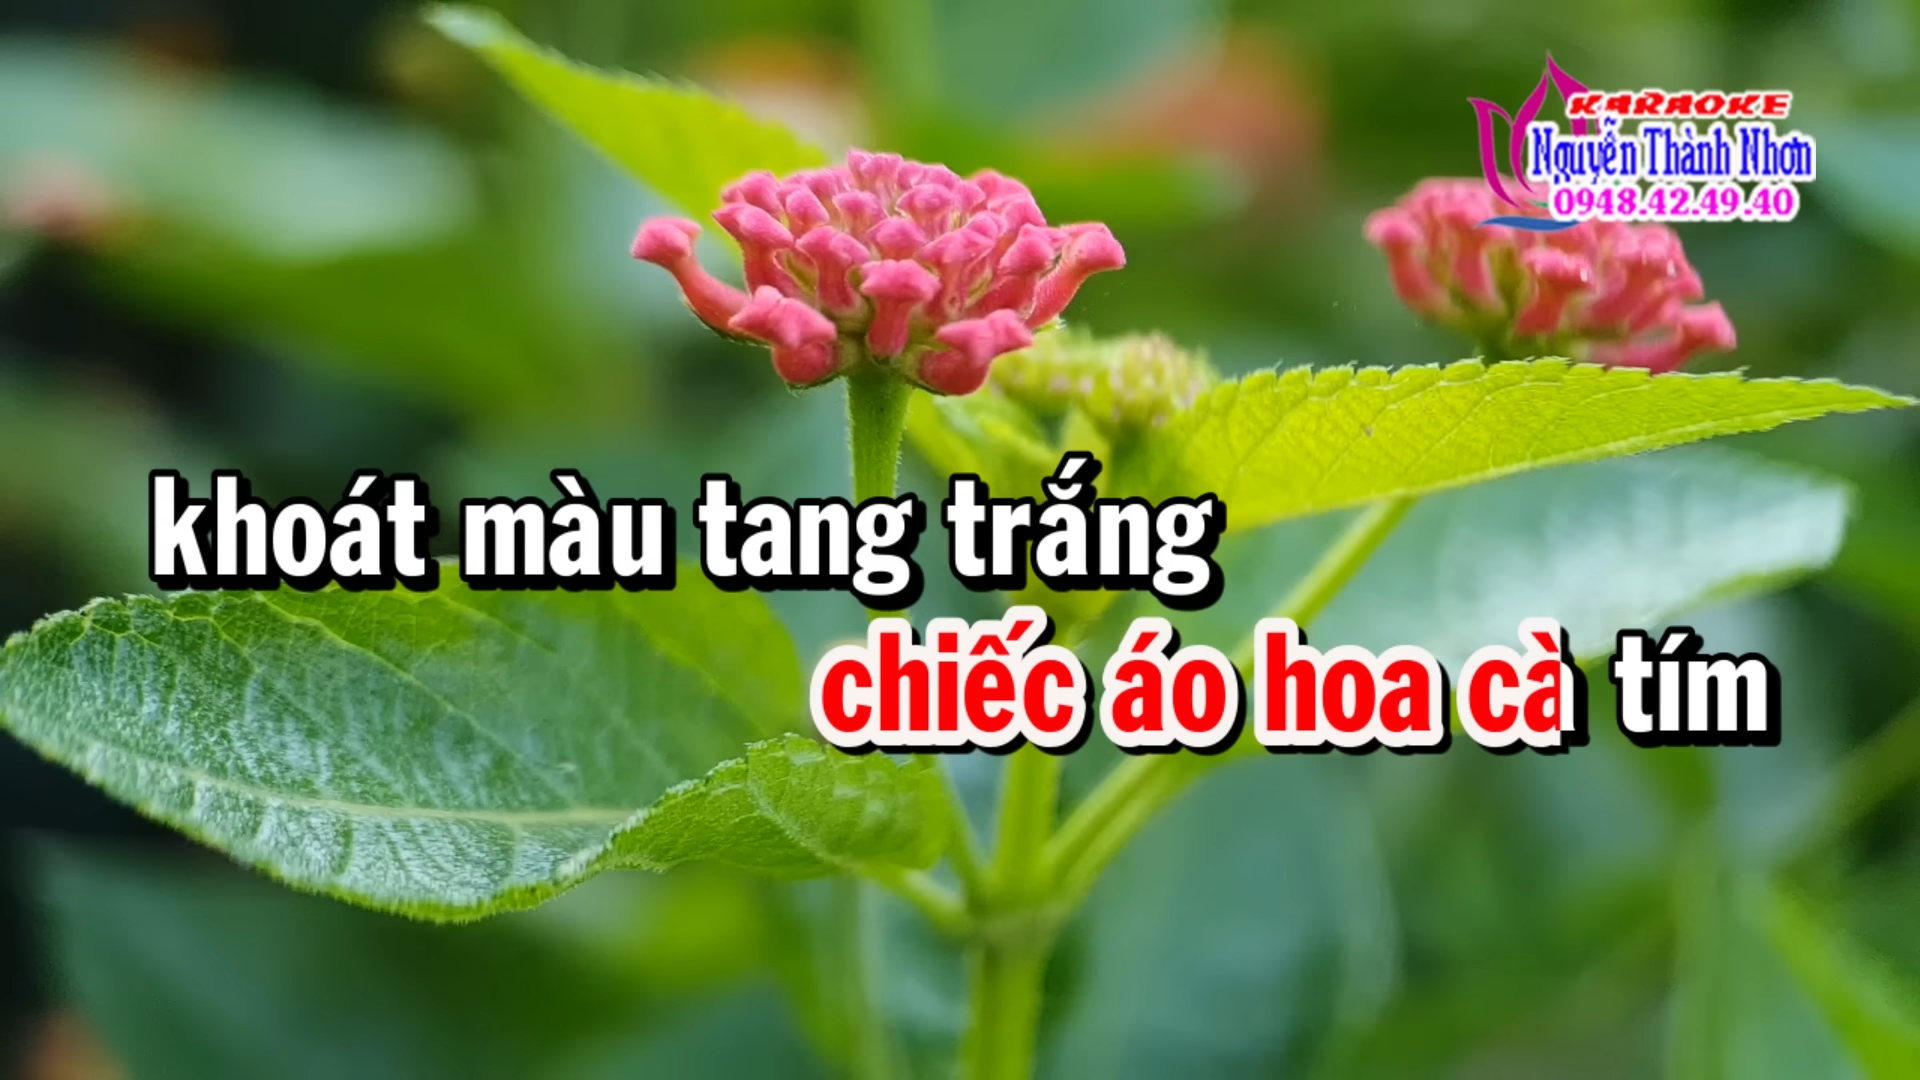 KARAOKE
Nguyễn Thành Nhơn
0948.42.49.40
khoát màu tang trắng
chiếc áo hoa cà tím